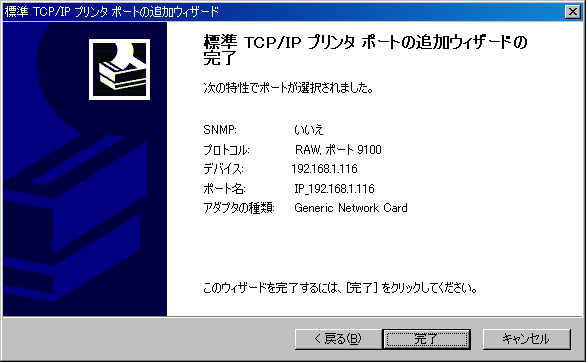 標準 TCP/IP プリンタ ポートの追加ウィザード
標準 TCP/IP プリンタ ポートの追加ウィザードの
完了
次の特性でポートが選択されました。
SNMP: いいえ
プロトコル: RAW, ポート 9100
デバイス: 192.168.1.116
ポート名: IP_192.168.1.116
アダプタの種類: Generic Network Card
このウィザードを完了するには、[完了] をクリックしてください。
< 戻る(B) 完了 キャンセル